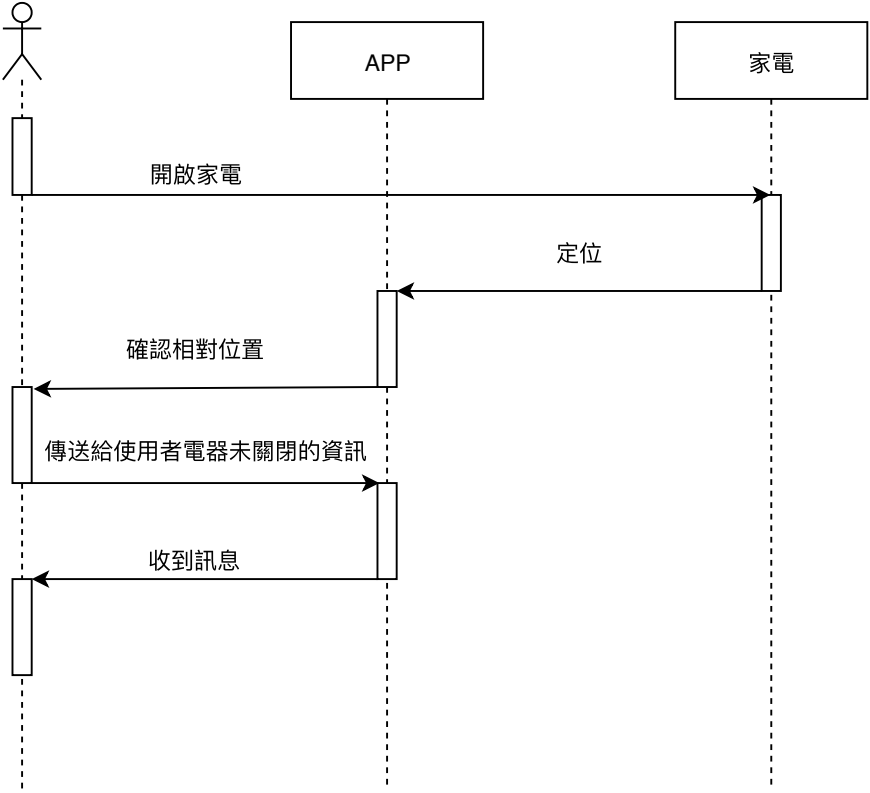 APP
家電
開啟家電
定位
確認相對位置
傳送給使用者電器未關閉的資訊
收到訊息